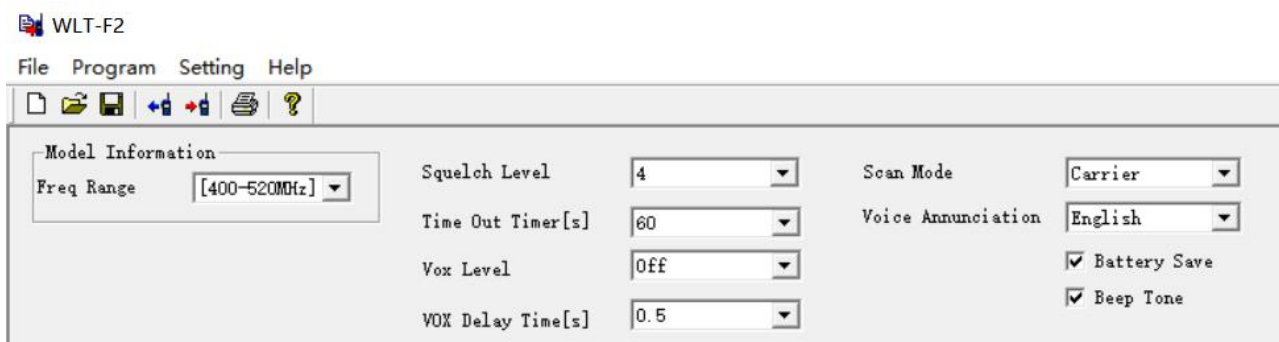 WLT-F2
File Program Setting Help
Model Information
Freq Range [400-520MHz]
Squelch Level 4
Time Out Timer[s] 60
Vox Level Off
VOX Delay Time[s] 0.5
Scan Mode Carrier
Voice Annunciation English
Battery Save
Beep Tone